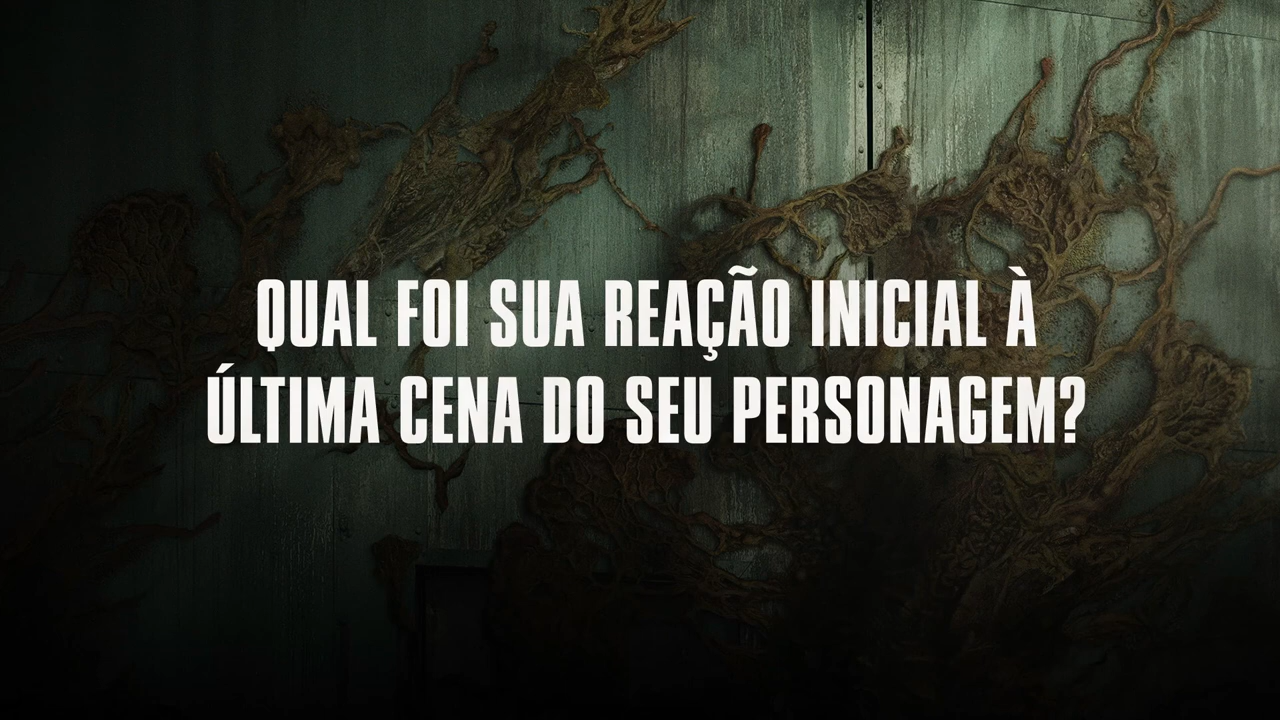 QUAL FOI SUA REAÇÃO INICIAL À
ÚLTIMA CENA DO SEU PERSONAGEM?